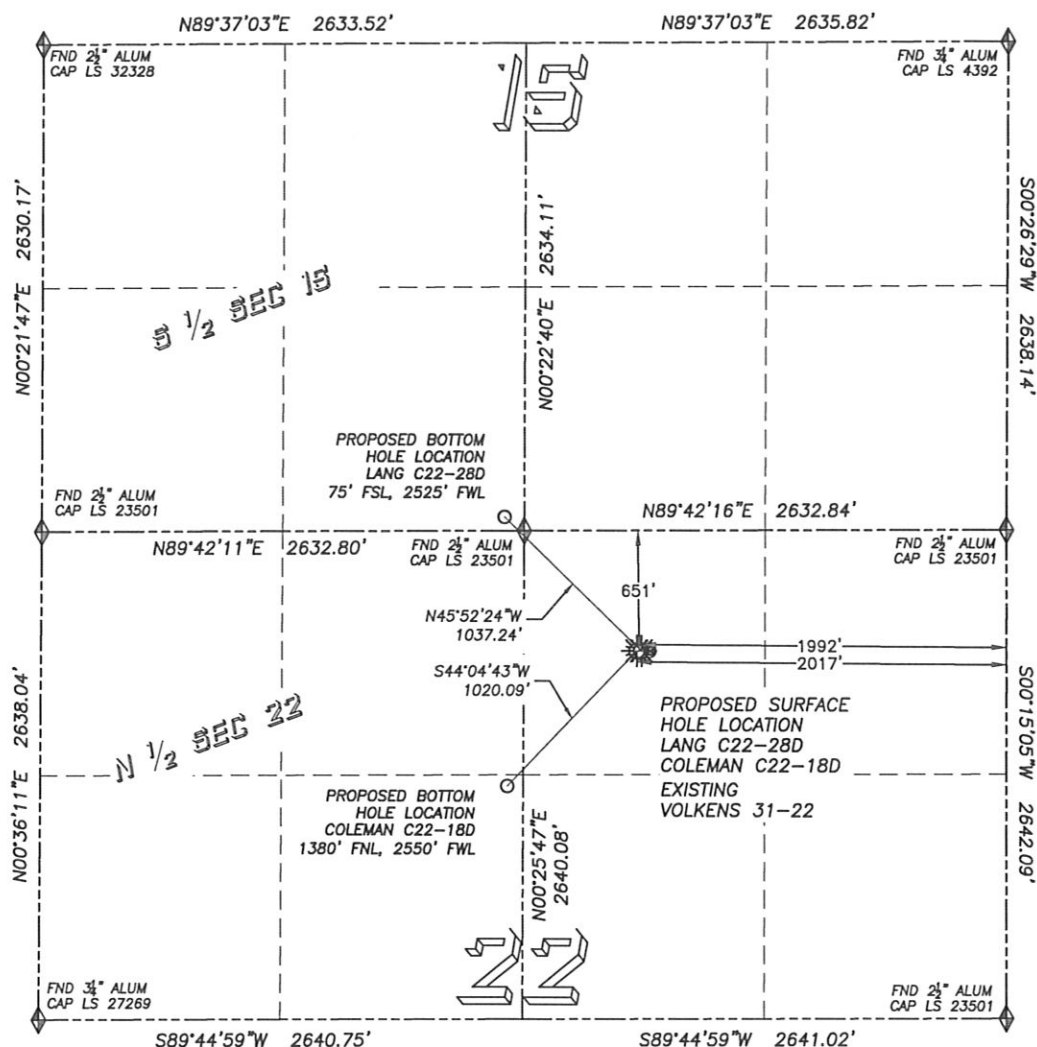 N89°37'03"E 2633.52'
N89°37'03"E 2635.82'
FND 2½" ALUM
CAP LS 32328
FND 3¼" ALUM
CAP LS 4392
15
N00°21'47"E 2630.17'
N00°22'40"E 2634.11'
S00°26'29"W 2638.14'
S ½ SEC 15
PROPOSED BOTTOM
HOLE LOCATION
LANG C22-28D
75' FSL, 2525' FWL
FND 2½" ALUM
CAP LS 23501
N89°42'11"E 2632.80'
FND 2½" ALUM
CAP LS 23501
N89°42'16"E 2632.84'
FND 2½" ALUM
CAP LS 23501
651'
N45°52'24"W
1037.24'
1992'
2017'
S44°04'43"W
1020.09'
N00°36'11"E 2638.04'
N ½ SEC 22
PROPOSED SURFACE
HOLE LOCATION
LANG C22-28D
COLEMAN C22-18D
EXISTING
VOLKENS 31-22
S00°15'05"W 2642.09'
PROPOSED BOTTOM
HOLE LOCATION
COLEMAN C22-18D
1380' FNL, 2550' FWL
N00°25'47"E
2640.08'
22
FND 3¼" ALUM
CAP LS 27269
FND 2½" ALUM
CAP LS 23501
S89°44'59"W 2640.75'
S89°44'59"W 2641.02'